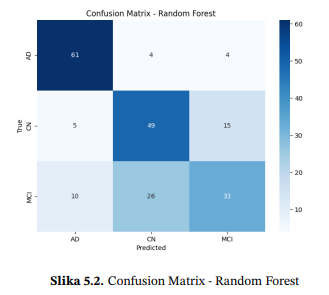 Confusion Matrix - Random Forest
60
AD 61 4 4
50
40
True CN 5 49 15
30
20
MCI 10 26 33
10
AD CN MCI
Predicted
Slika 5.2. Confusion Matrix - Random Forest